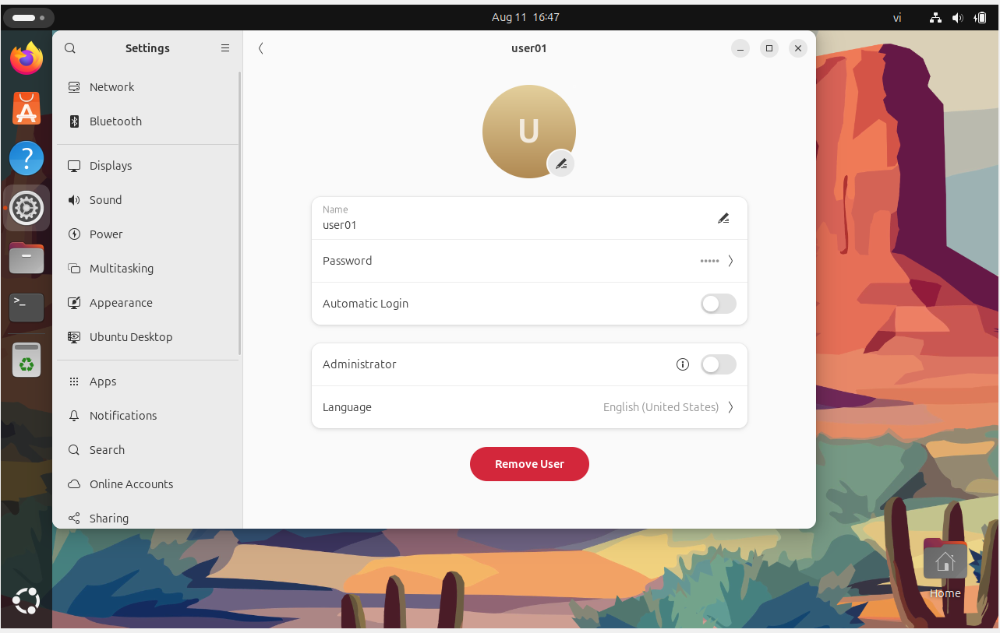 Aug 11 16:47
vi
Settings
user01
Network
Bluetooth
Displays
Sound
Power
Multitasking
Appearance
Ubuntu Desktop
Apps
Notifications
Search
Online Accounts
Sharing
U
Name
user01
Password
•••••
Automatic Login
Administrator
Language
English (United States)
Remove User
Home
A
?
>_